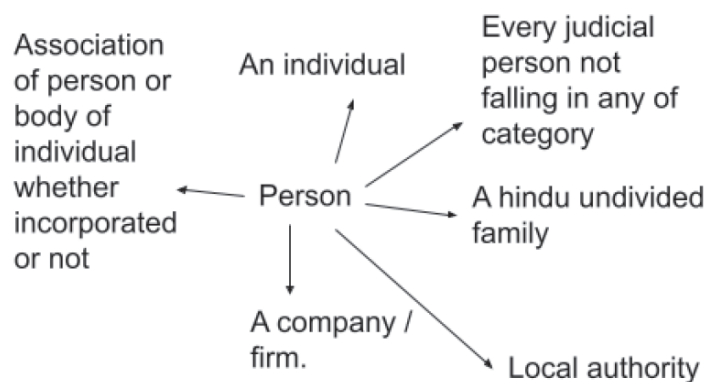 Association
of person or
body of
individual
whether
incorporated
or not
An individual
Every judicial
person not
falling in any of
category
Person
A hindu undivided
family
A company /
firm.
Local authority